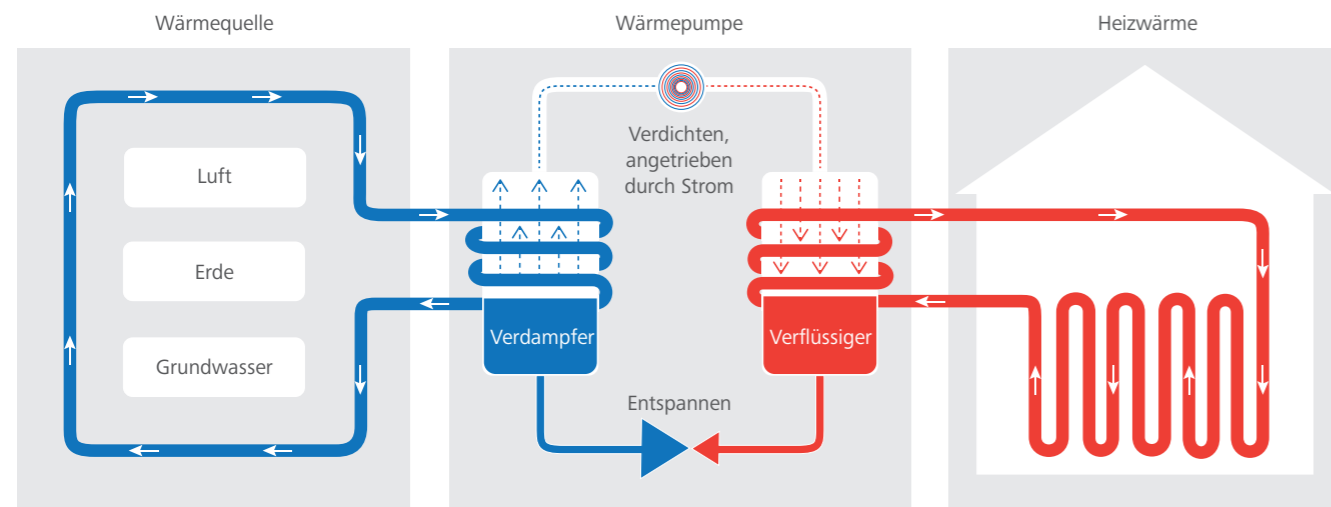 Wärmequelle
Wärmepumpe
Heizwärme
Luft
Erde
Grundwasser
Verdichten,
angetrieben
durch Strom
Verdampfer
Verflüssiger
Entspannen